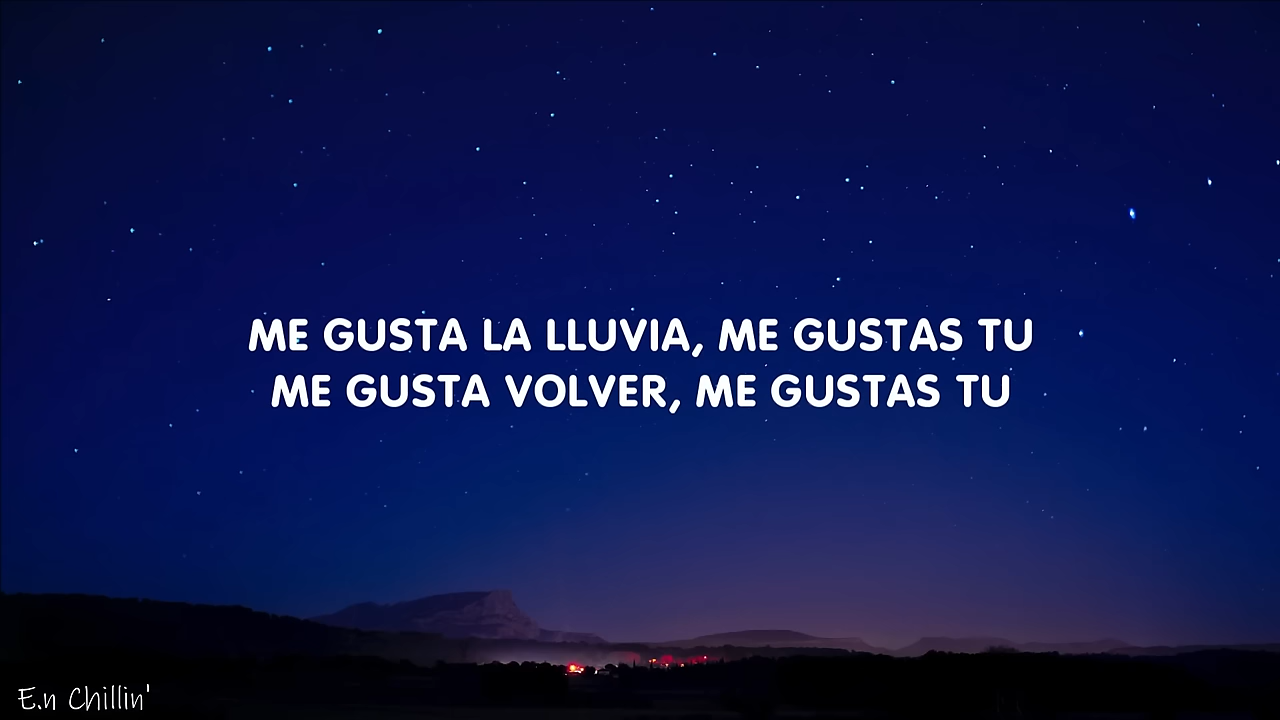 ME GUSTA LA LLUVIA, ME GUSTAS TU
ME GUSTA VOLVER, ME GUSTAS TU
E.n Chillin'